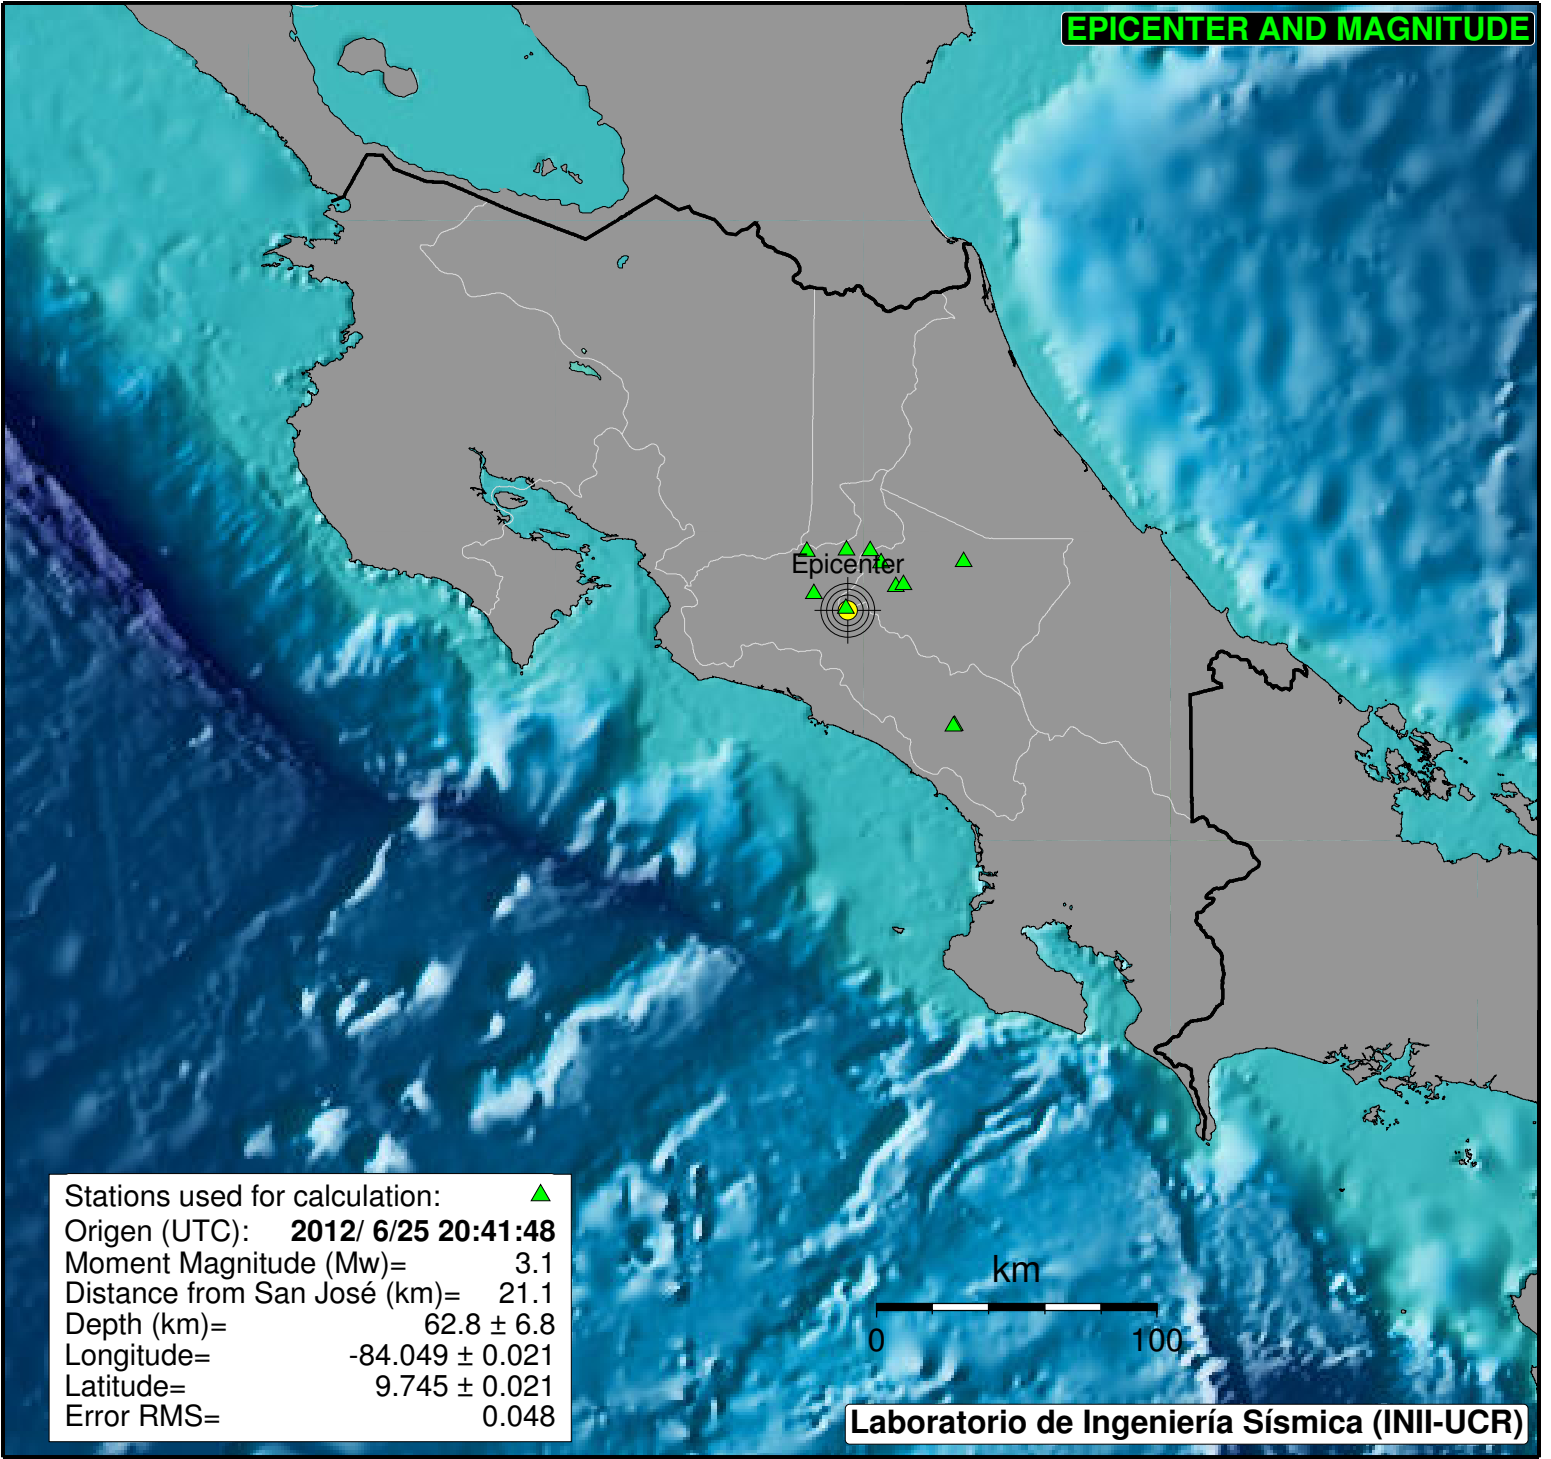 EPICENTER AND MAGNITUDE
Epicenter
Stations used for calculation:
Origen (UTC): 2012/ 6/25 20:41:48
Moment Magnitude (Mw)= 3.1
Distance from San José (km)= 21.1
Depth (km)= 62.8 ± 6.8
Longitude= -84.049 ± 0.021
Latitude= 9.745 ± 0.021
Error RMS= 0.048
km
0 100
Laboratorio de Ingeniería Sísmica (INII-UCR)